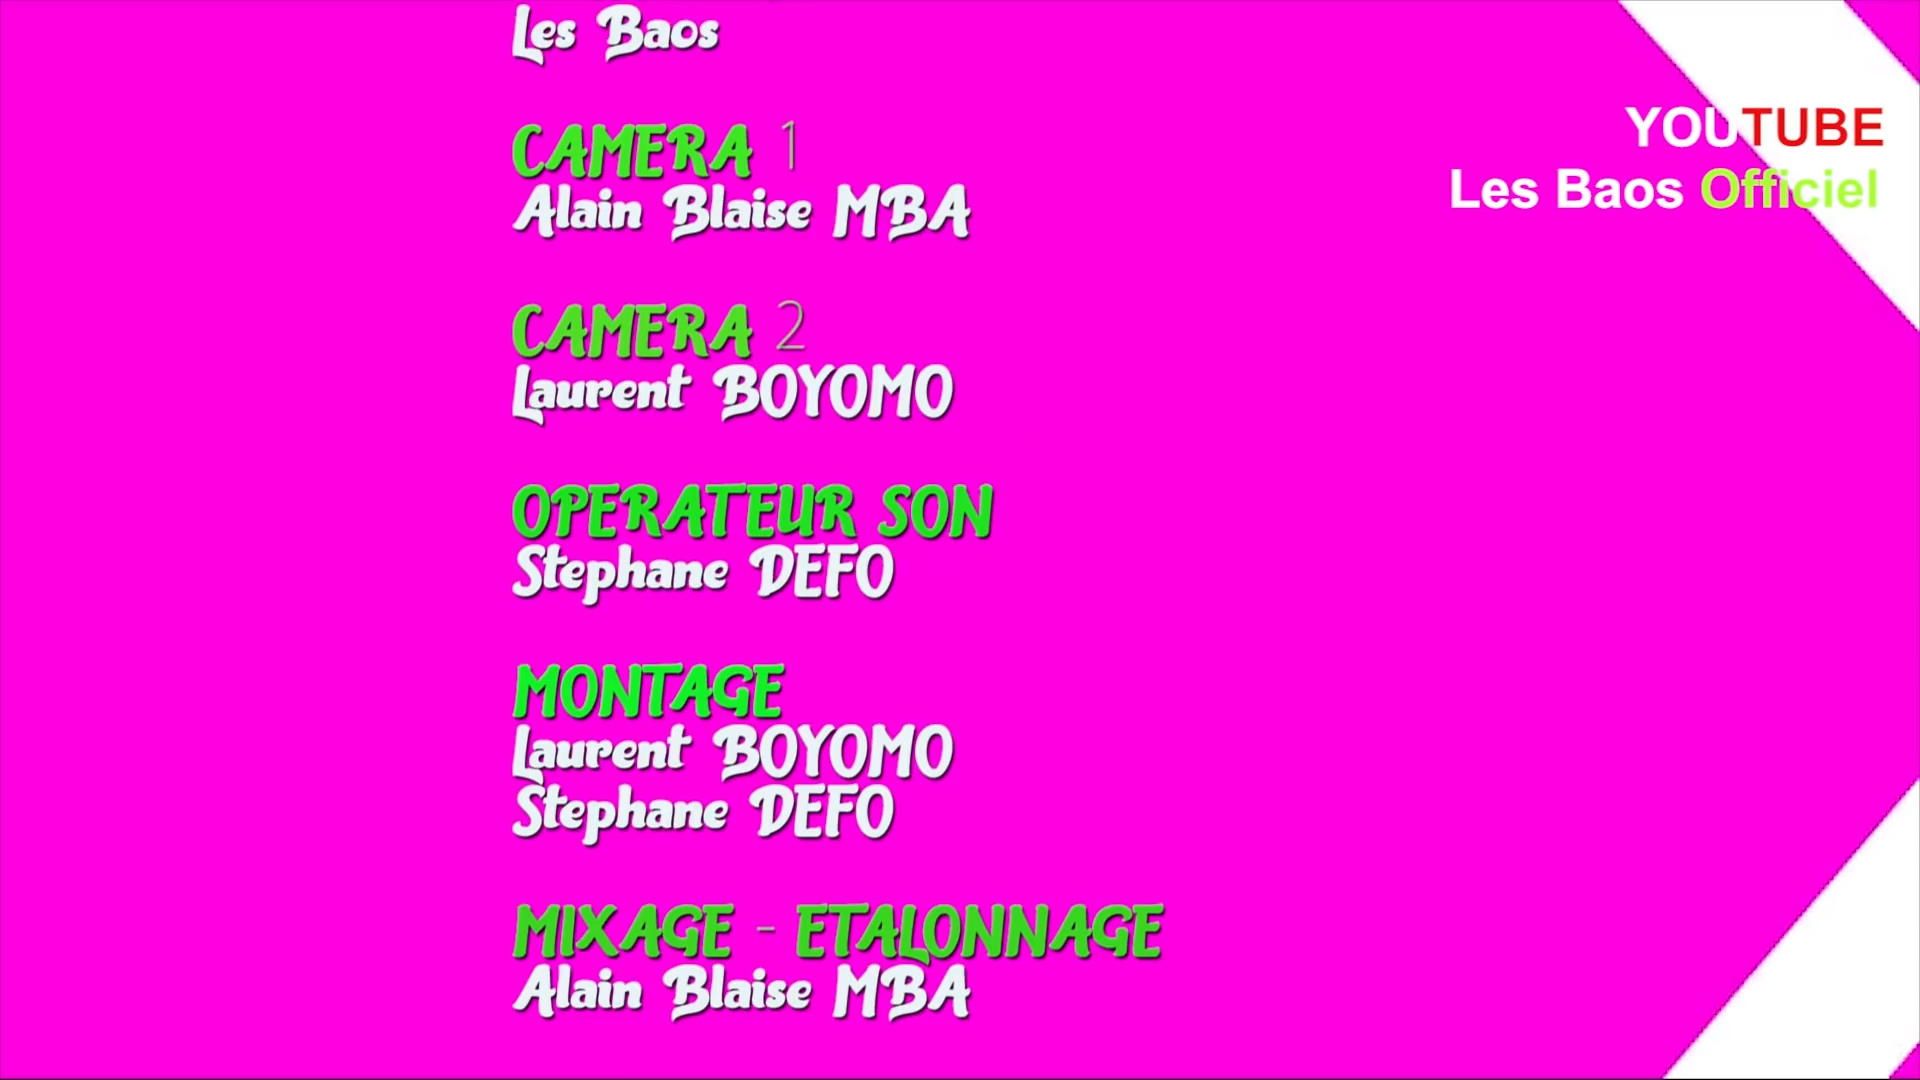 Les Baos
CAMERA 1
Alain Blaise MBA
CAMERA 2
Laurent BOYOMO
OPERATEUR SON
Stephane DEFO
MONTAGE
Laurent BOYOMO
Stephane DEFO
MIXAGE - ETALONNAGE
Alain Blaise MBA
YOUTUBE
Les Baos Officiel